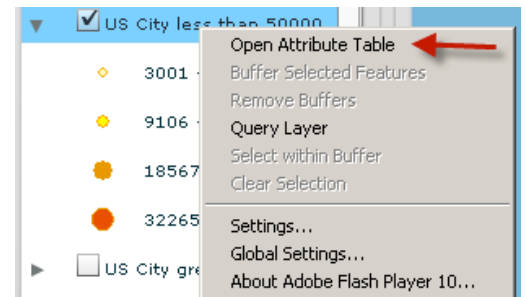 US City less than 50000
Open Attribute Table
3001 -
Buffer Selected Features
Remove Buffers
9106 -
Query Layer
18567
Select within Buffer
Clear Selection
32265
Settings...
Global Settings...
US City gre
About Adobe Flash Player 10...